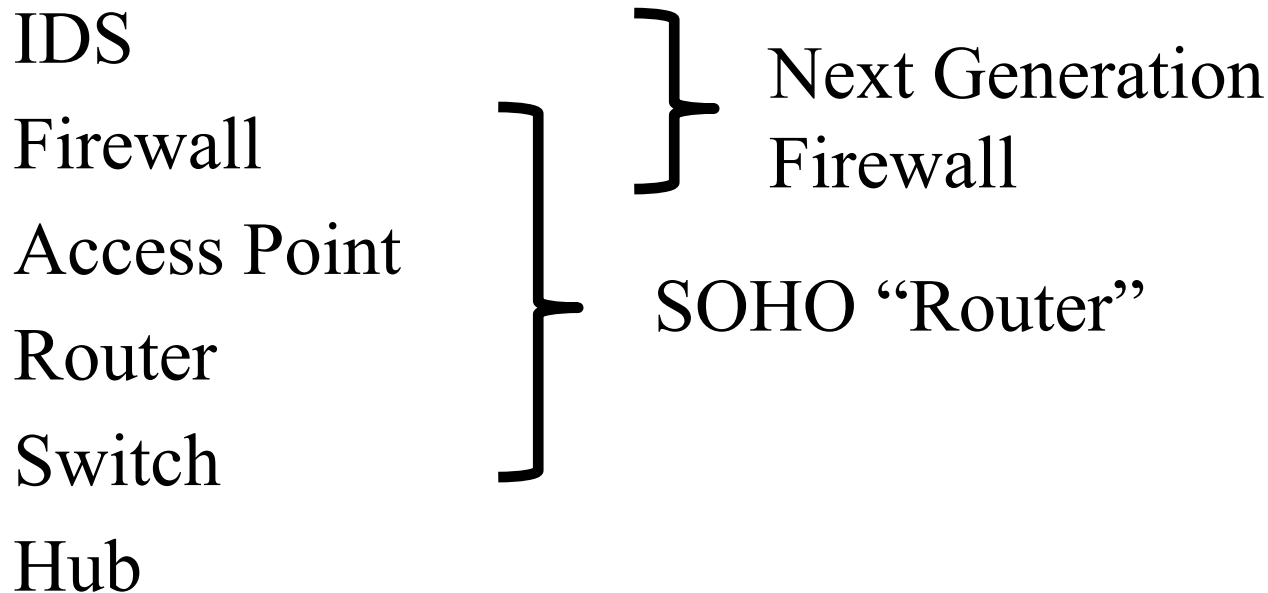 IDS
Firewall
Access Point
Router
Switch
Hub
Next Generation
Firewall
SOHO “Router”